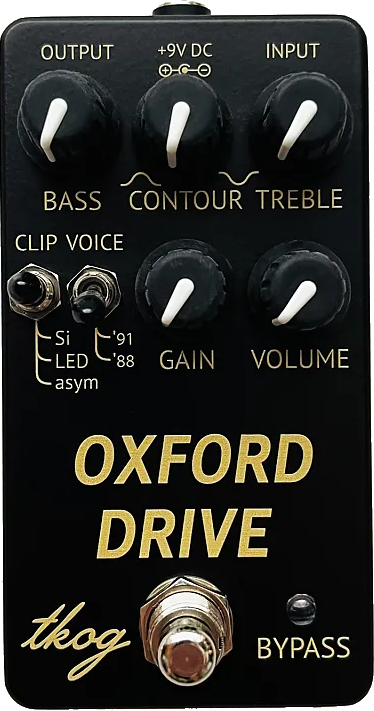 OUTPUT +9V DC INPUT
BASS CONTOUR TREBLE
CLIP VOICE
Si '91
LED '88
asym
GAIN VOLUME
OXFORD
DRIVE
tkog
BYPASS